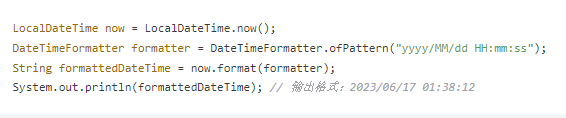 LocalDateTime now = LocalDateTime.now();
DateTimeFormatter formatter = DateTimeFormatter.ofPattern("yyyy/MM/dd HH:mm:ss");
String formattedDateTime = now.format(formatter);
System.out.println(formattedDateTime); // 输出格式：2023/06/17 01:38:12